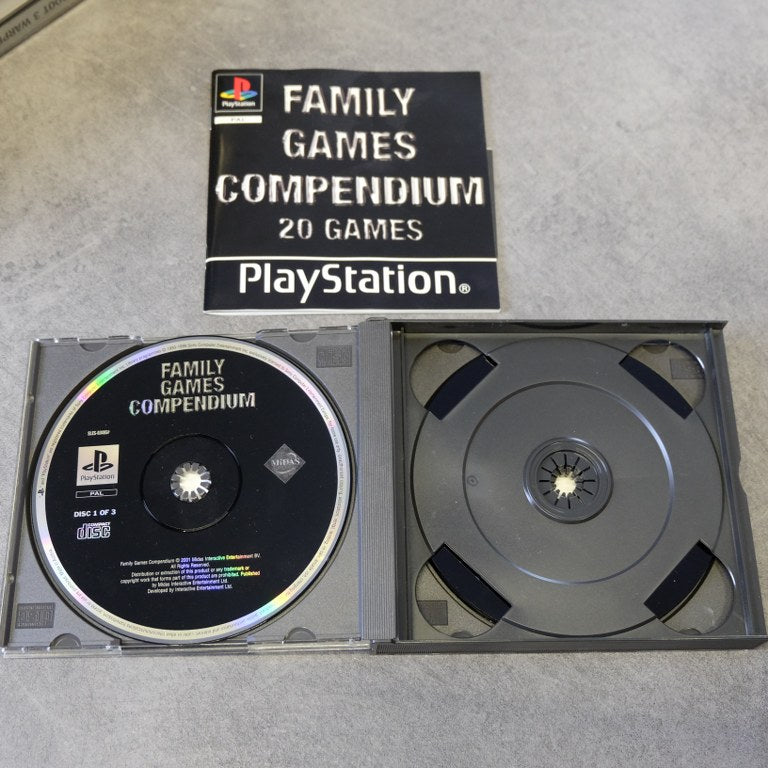 PlayStation
PAL
FAMILY
GAMES
COMPENDIUM
20 GAMES
PlayStation®
FAMILY
GAMES
COMPENDIUM
PlayStation
PAL
DISC 1 OF 3
COMPACT
disc
MiDAS
Family Games Compendium © 2001 Midas Interactive Entertainment BV.
All Rights Reserved.
Distribution or extraction of this product or any trademark or
copyright work that forms part of this product are prohibited. Published
by Midas Interactive Entertainment Ltd.
Developed by Interactive Entertainment Ltd.